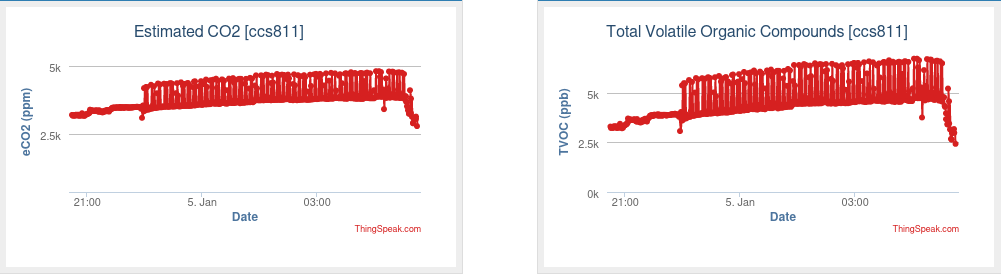 Estimated CO2 [ccs811]
5k
2.5k
eCO2 (ppm)
21:00
5. Jan
03:00
Date
ThingSpeak.com
Total Volatile Organic Compounds [ccs811]
5k
2.5k
0k
TVOC (ppb)
21:00
5. Jan
03:00
Date
ThingSpeak.com